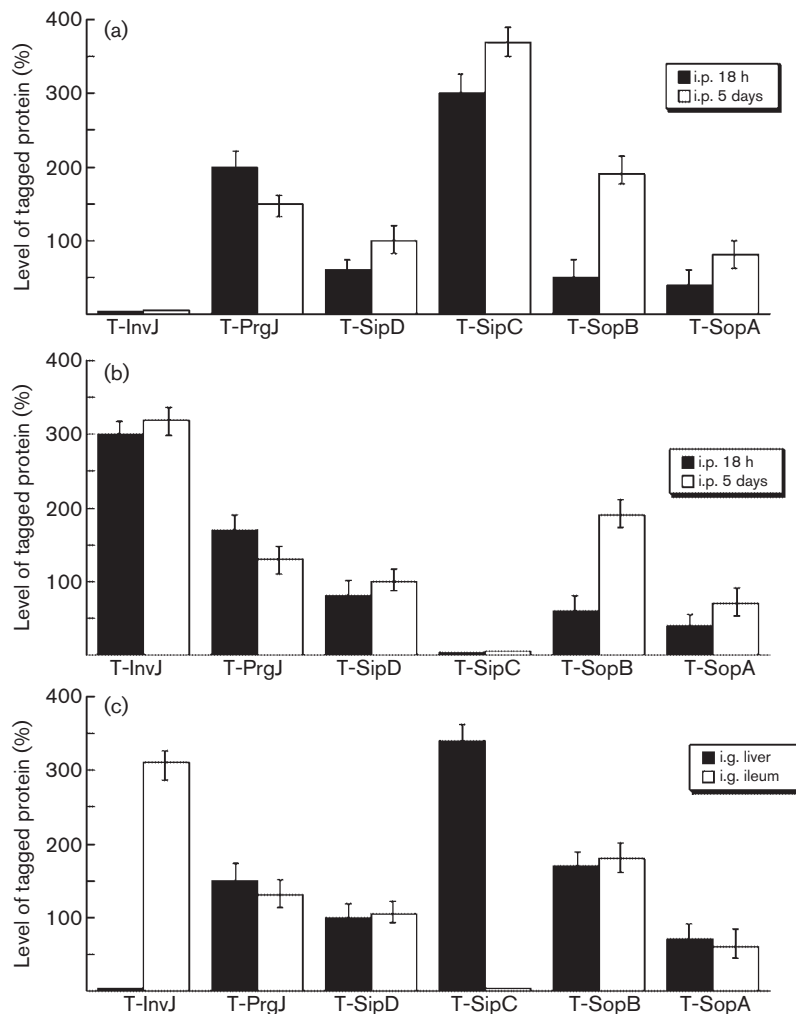 (a)
Level of tagged protein (%)
400
300
200
100
i.p. 18 h
i.p. 5 days
T-InvJ T-PrgJ T-SipD T-SipC T-SopB T-SopA
(b)
Level of tagged protein (%)
400
300
200
100
i.p. 18 h
i.p. 5 days
T-InvJ T-PrgJ T-SipD T-SipC T-SopB T-SopA
(c)
Level of tagged protein (%)
400
300
200
100
i.g. liver
i.g. ileum
T-InvJ T-PrgJ T-SipD T-SipC T-SopB T-SopA